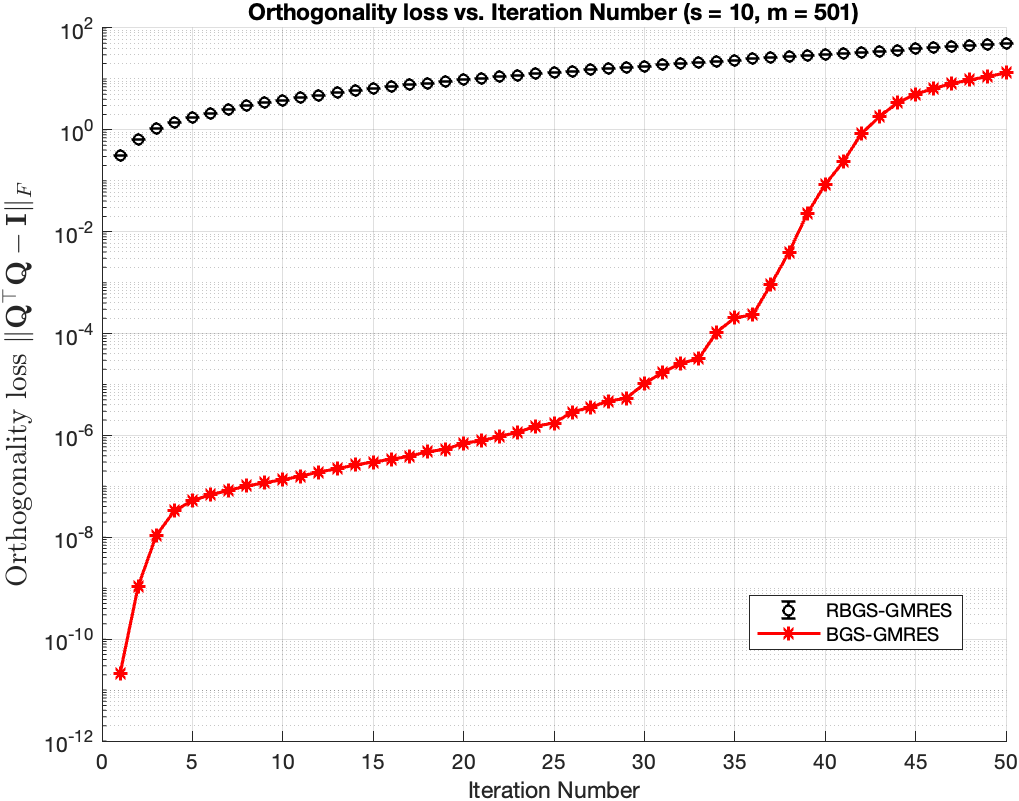 Orthogonality loss vs. Iteration Number (s = 10, m = 501)
Orthogonality loss ||Q^⊤Q − I||_F
10^2
10^0
10^-2
10^-4
10^-6
10^-8
10^-10
10^-12
RBGS-GMRES
BGS-GMRES
0 5 10 15 20 25 30 35 40 45 50
Iteration Number